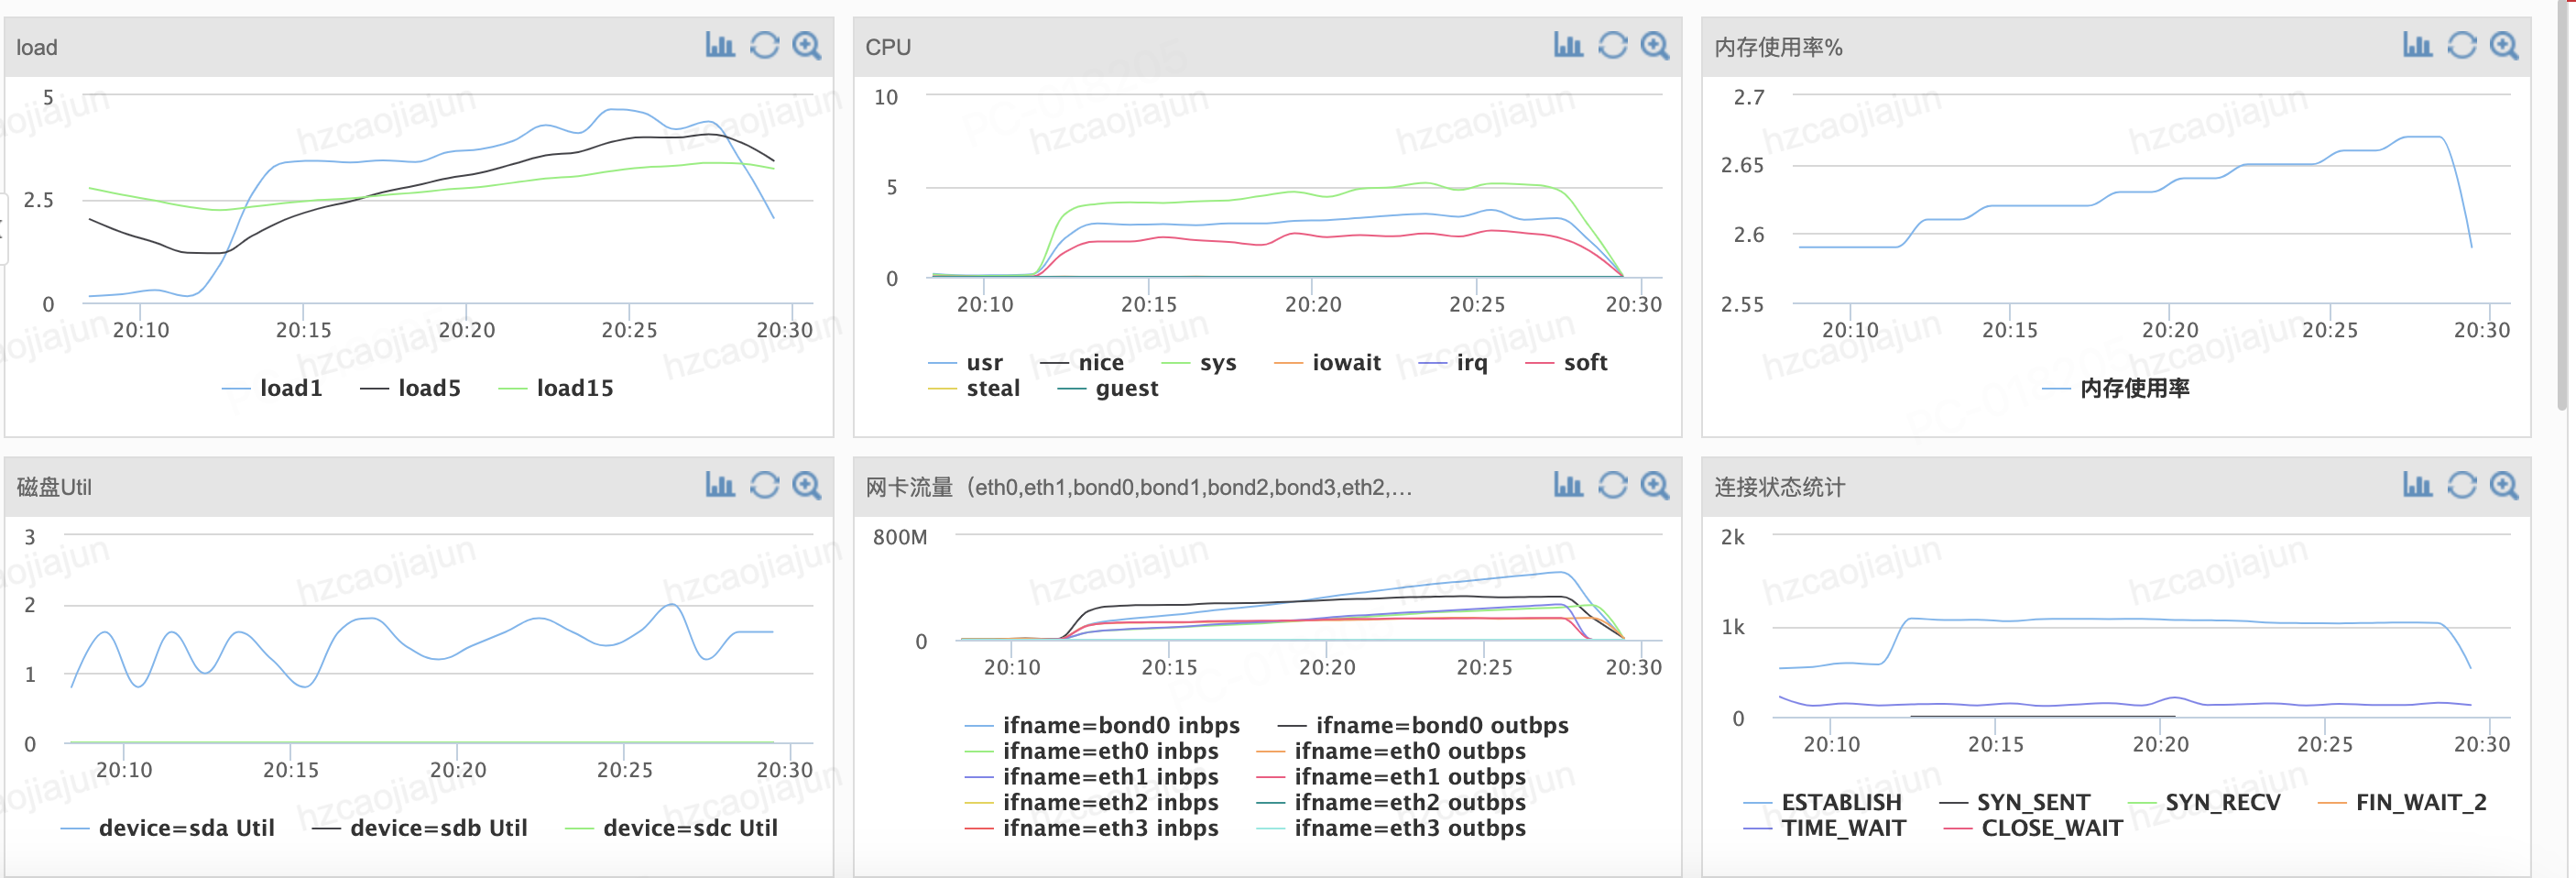 load
5
2.5
0
20:10 20:15 20:20 20:25 20:30
load1 load5 load15
CPU
10
5
0
20:10 20:15 20:20 20:25 20:30
usr nice sys iowait irq soft
steal guest
内存使用率%
2.7
2.65
2.6
2.55
20:10 20:15 20:20 20:25 20:30
内存使用率
磁盘Util
3
2
1
0
20:10 20:15 20:20 20:25 20:30
device=sda Util device=sdb Util device=sdc Util
网卡流量（eth0,eth1,bond0,bond1,bond2,bond3,eth2,…
800M
0
20:10 20:15 20:20 20:25 20:30
ifname=bond0 inbps ifname=bond0 outbps
ifname=eth0 inbps ifname=eth0 outbps
ifname=eth1 inbps ifname=eth1 outbps
ifname=eth2 inbps ifname=eth2 outbps
ifname=eth3 inbps ifname=eth3 outbps
连接状态统计
2k
1k
0
20:10 20:15 20:20 20:25 20:30
ESTABLISH SYN_SENT SYN_RECV FIN_WAIT_2
TIME_WAIT CLOSE_WAIT
hzcaojiajun